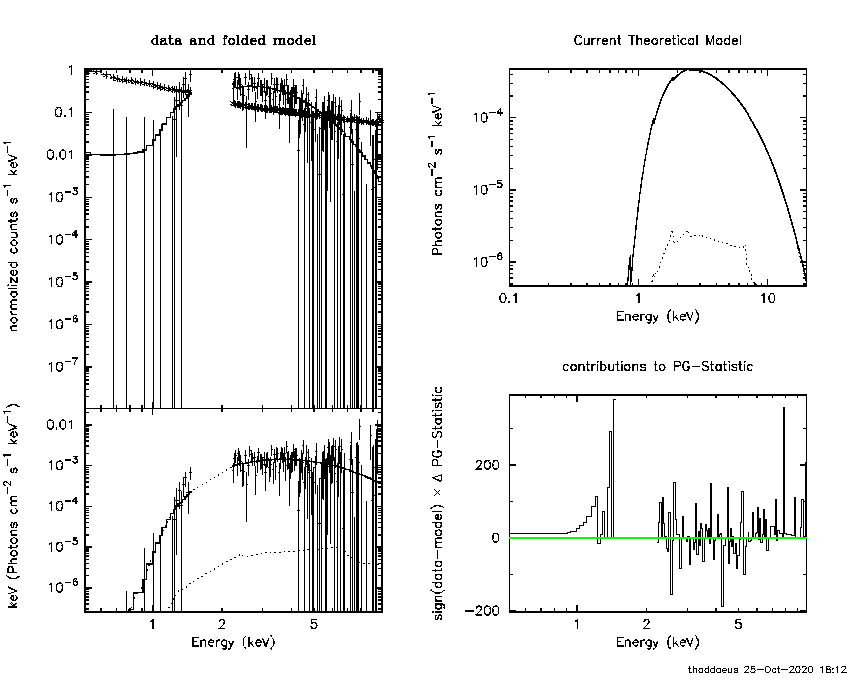 data and folded model
1
0.1
0.01
10−3
10−4
10−5
10−6
10−7
normalized counts s−1 keV−1
0.01
10−3
10−4
10−5
10−6
keV (Photons cm−2 s−1 keV−1)
1 2 5
Energy (keV)
Current Theoretical Model
10−4
10−5
10−6
Photons cm−2 s−1 keV−1
0.1 1 10
Energy (keV)
contributions to PG−Statistic
200
0
−200
sign(data−model) × Δ PG−Statistic
1 2 5
Energy (keV)
thaddaeus 25−Oct−2020 18:12